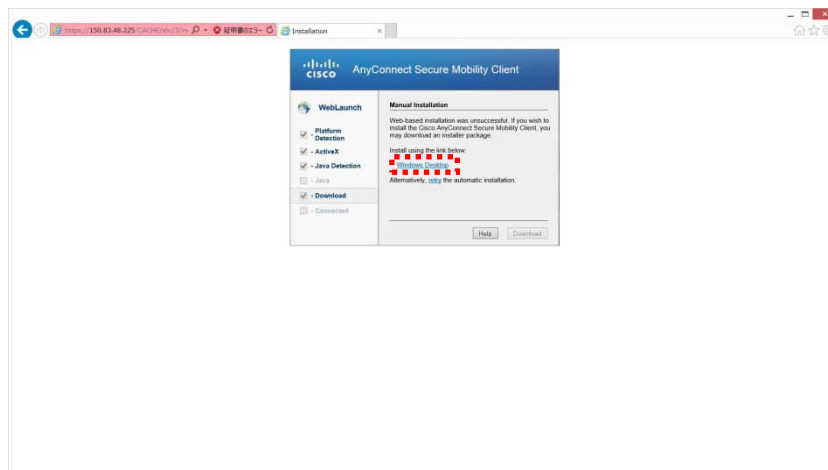 https://150.83.48.225/CACHE/stc/3/in
証明書のエラー
Installation
CISCO
AnyConnect Secure Mobility Client
WebLaunch
- Platform
Detection
- ActiveX
- Java Detection
- Java
- Download
- Connected
Manual Installation
Web-based installation was unsuccessful. If you wish to
install the Cisco AnyConnect Secure Mobility Client, you
may download an installer package.
Install using the link below:
Windows Desktop
Alternatively, retry the automatic installation.
Help
Download